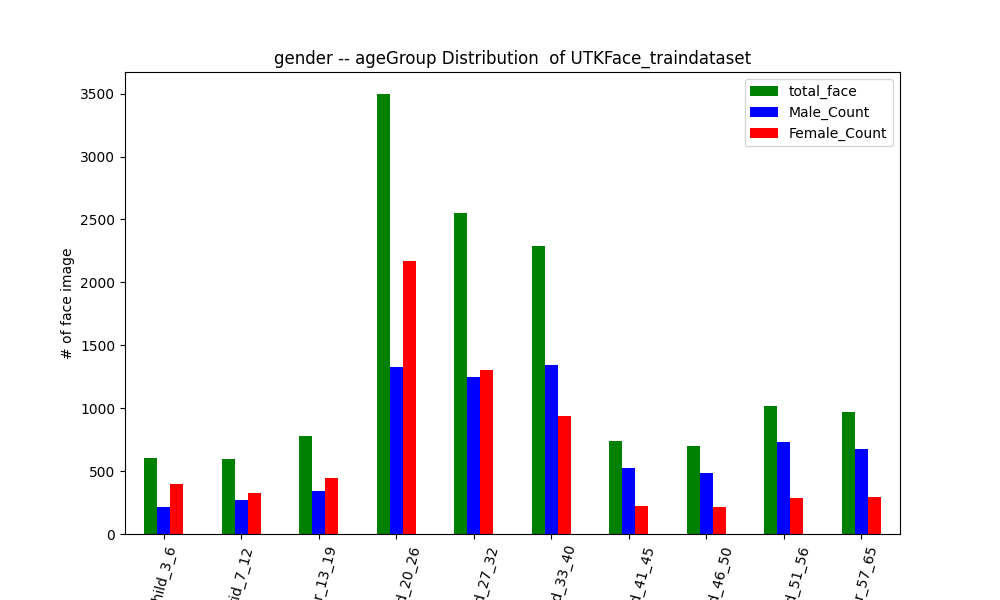 gender -- ageGroup Distribution  of UTKFace_traindataset
total_face
Male_Count
Female_Count
# of face image
3500
3000
2500
2000
1500
1000
500
0
hild_3_6
id_7_12
r_13_19
d_20_26
d_27_32
d_33_40
d_41_45
d_46_50
d_51_56
r_57_65